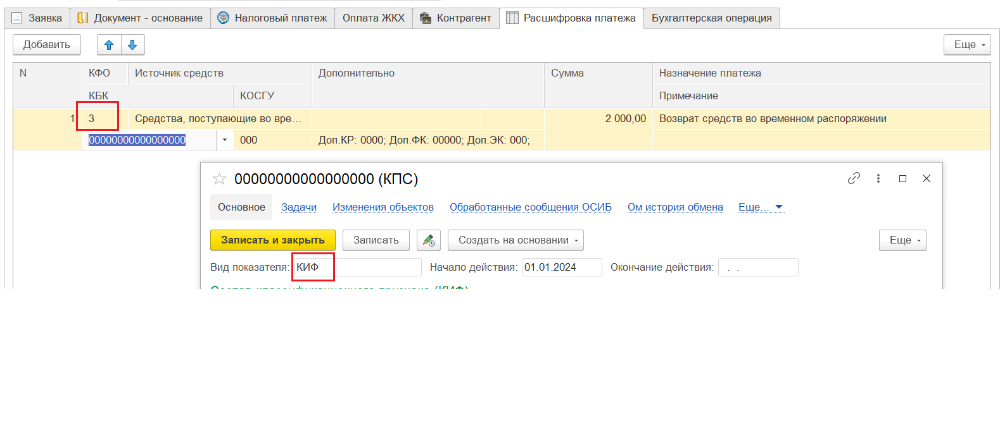 Заявка Документ - основание Налоговый платеж Оплата ЖКХ Контрагент Расшифровка платежа Бухгалтерская операция
Добавить Еще
N КФО Источник средств Дополнительно Сумма Назначение платежа
КБК КОСГУ Примечание
1 3 Средства, поступающие во вре... 2 000,00 Возврат средств во временном распоряжении
00000000000000000 000 Доп.КР: 0000; Доп.ФК: 00000; Доп.ЭК: 000;
00000000000000000 (КПС)
Основное Задачи Изменения объектов Обработанные сообщения ОСИБ Ом история обмена Еще...
Записать и закрыть Записать Создать на основании Еще
Вид показателя: КИФ Начало действия: 01.01.2024 Окончание действия: . .
Состав классификационного признака (КИФ)